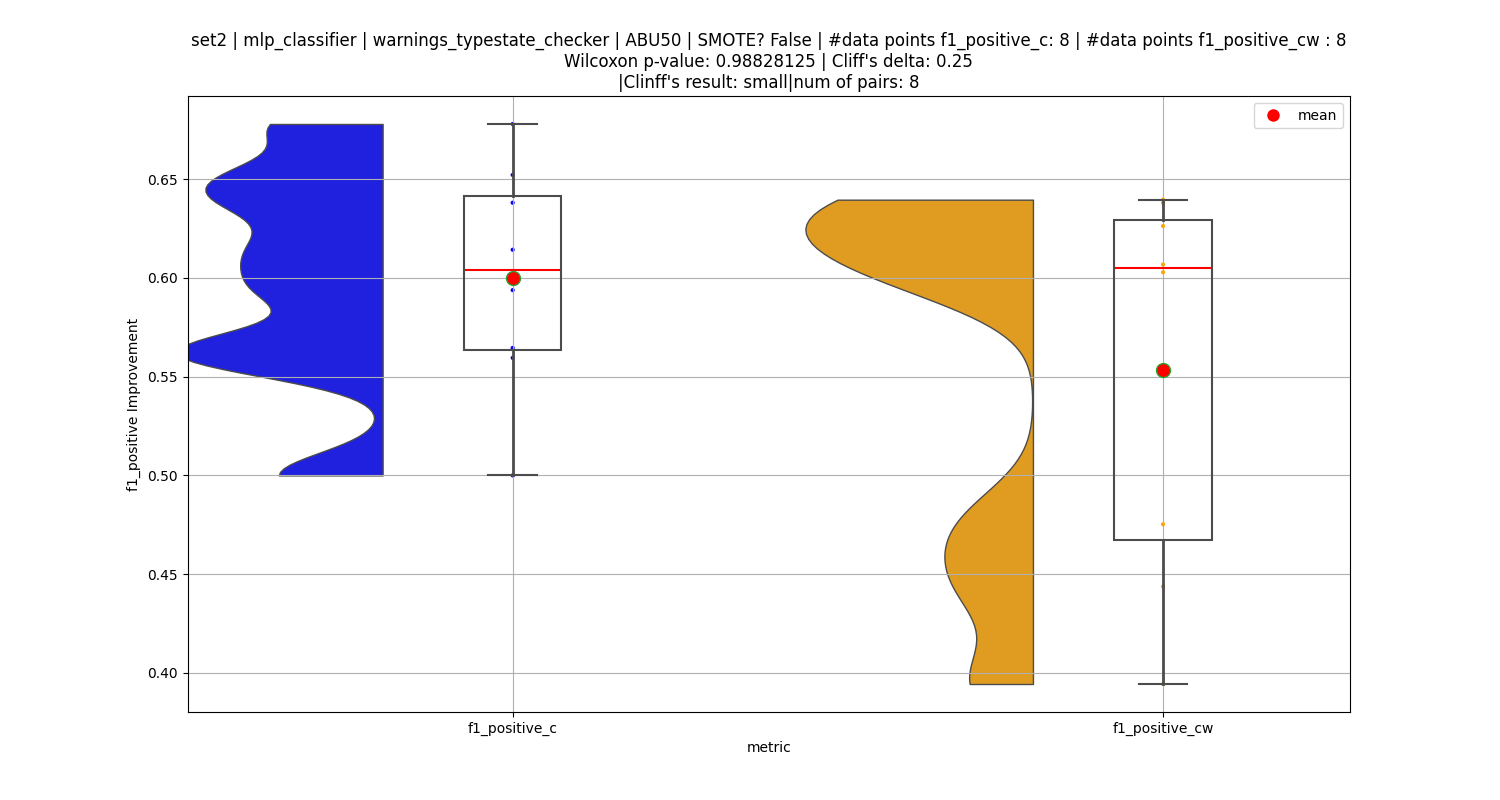 set2 | mlp_classifier | warnings_typestate_checker | ABU50 | SMOTE? False | #data points f1_positive_c: 8 | #data points f1_positive_cw : 8
Wilcoxon p-value: 0.98828125 | Cliff's delta: 0.25
|Clinff's result: small|num of pairs: 8
mean
f1_positive Improvement
0.65
0.60
0.55
0.50
0.45
0.40
f1_positive_c
f1_positive_cw
metric